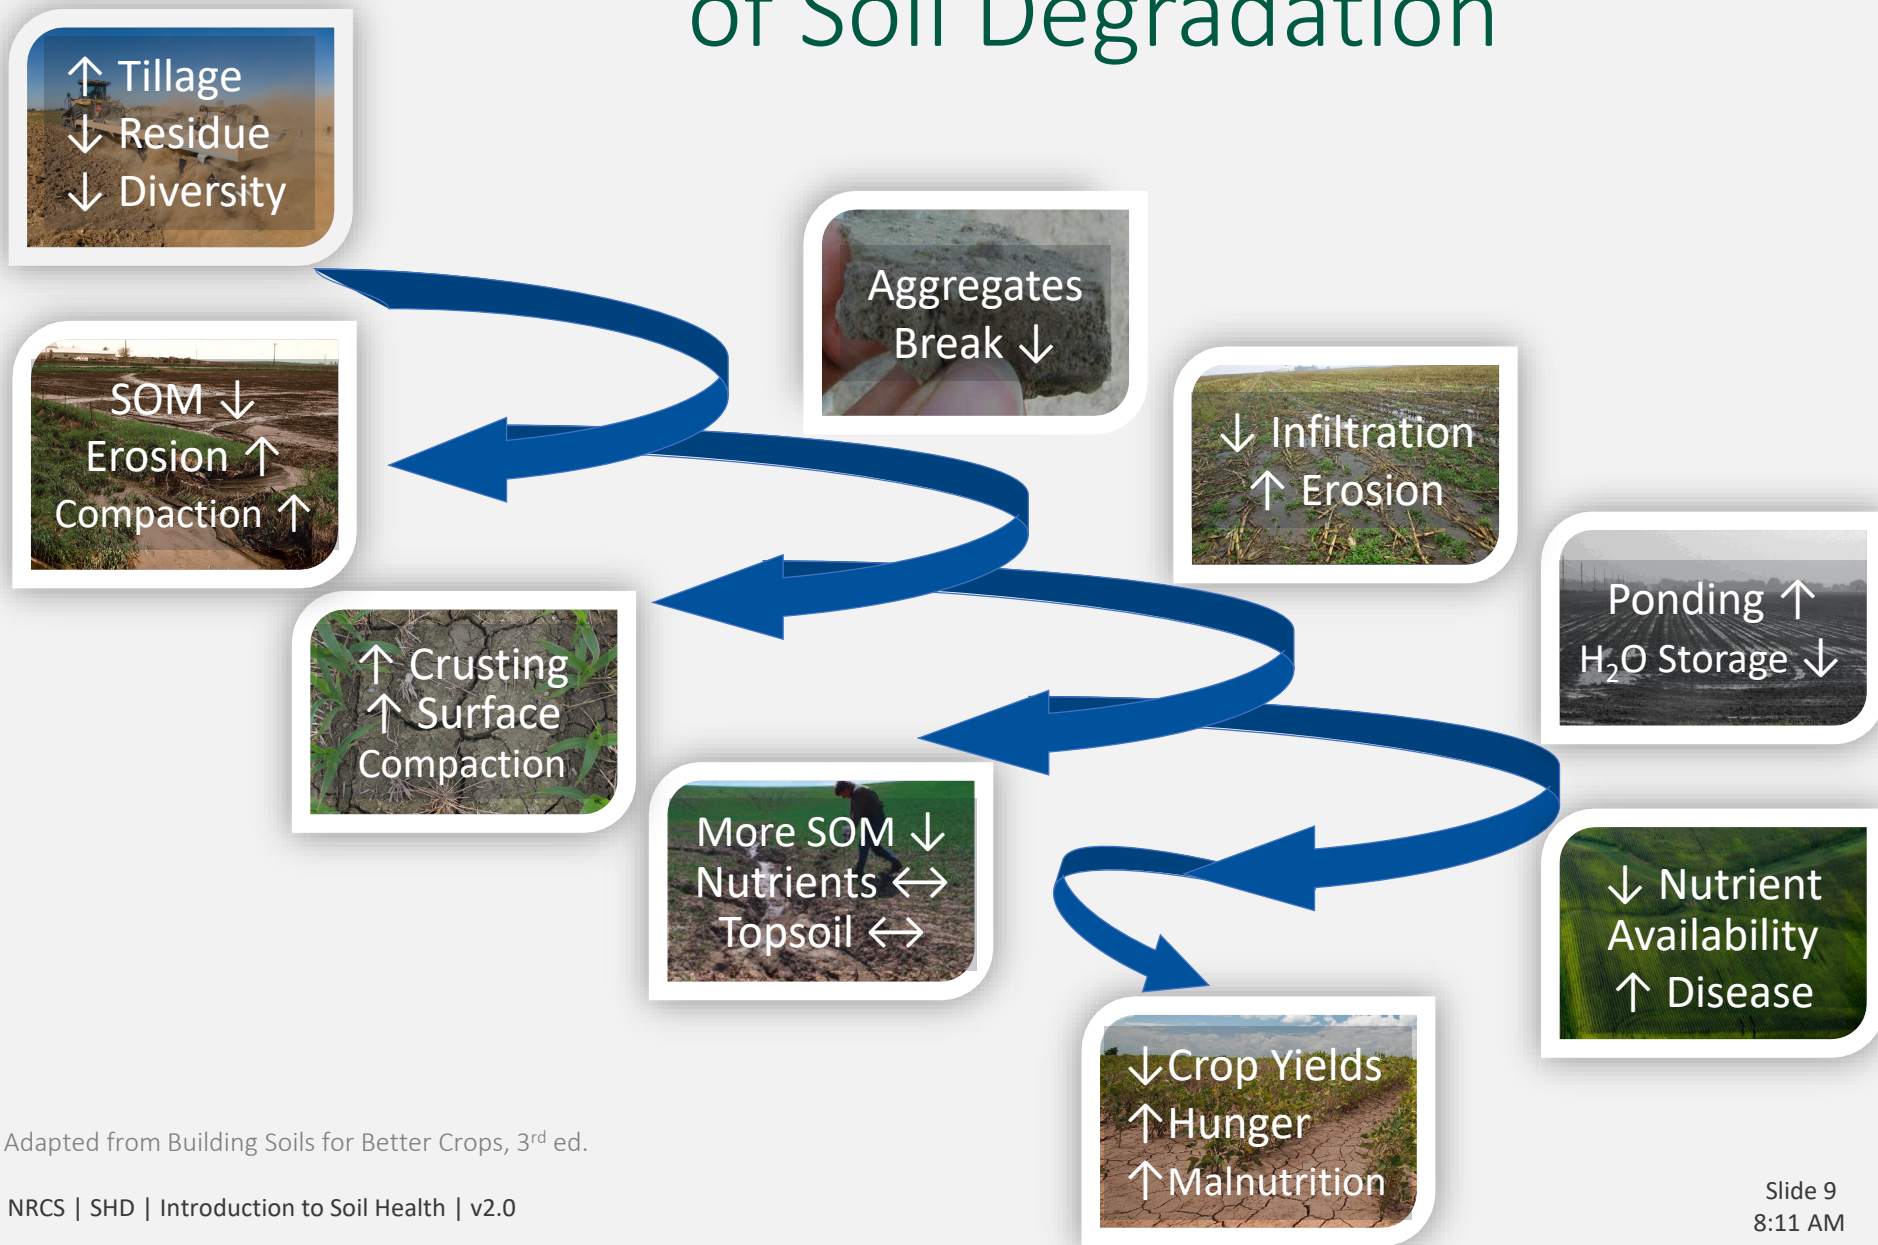 of Soil Degradation
↑ Tillage
↓ Residue
↓ Diversity
SOM ↓
Erosion ↑
Compaction ↑
Aggregates
Break ↓
↑ Crusting
↑ Surface
Compaction
↓ Infiltration
↑ Erosion
More SOM ↓
Nutrients ↔
Topsoil ↔
Ponding ↑
H₂O Storage ↓
↓ Nutrient
Availability
↑ Disease
↓Crop Yields
↑Hunger
↑Malnutrition
Adapted from Building Soils for Better Crops, 3rd ed.
NRCS | SHD | Introduction to Soil Health | v2.0
Slide 9
8:11 AM